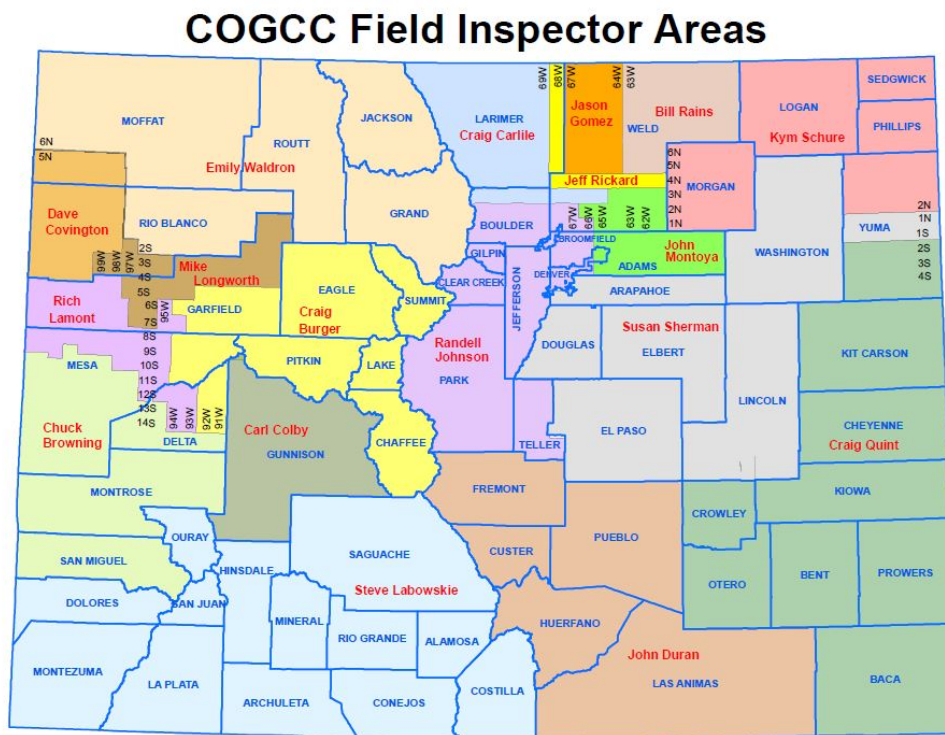 COGCC Field Inspector Areas
MOFFAT
ROUTT
JACKSON
LARIMER
Craig Carlile
69W
68W
67W
64W
63W
Jason
Gomez
Bill Rains
WELD
LOGAN
Kym Schure
SEDGWICK
PHILLIPS
6N
5N
Emily Waldron
Jeff Rickard
6N
5N
4N
3N
2N
1N
MORGAN
Dave
Covington
RIO BLANCO
GRAND
BOULDER
67W
66W
65W
63W
62W
BROOMFIELD
John
Montoya
ADAMS
WASHINGTON
2N
1N
1S
YUMA
2S
3S
4S
99W
98W
97W
2S
3S
4S
5S
6S
7S
8S
9S
10S
11S
12S
13S
14S
Mike
Longworth
GILPIN
CLEAR CREEK
DENVER
ARAPAHOE
JEFFERSON
Rich
Lamont
95W
GARFIELD
EAGLE
Craig
Burger
SUMMIT
Randell
Johnson
PARK
DOUGLAS
Susan Sherman
ELBERT
KIT CARSON
MESA
PITKIN
LAKE
LINCOLN
94W
93W
92W
91W
Chuck
Browning
DELTA
Carl Colby
GUNNISON
CHAFFEE
TELLER
EL PASO
CHEYENNE
Craig Quint
MONTROSE
FREMONT
KIOWA
OURAY
CROWLEY
PUEBLO
SAN MIGUEL
HINSDALE
SAGUACHE
CUSTER
OTERO
BENT
PROWERS
DOLORES
SAN JUAN
Steve Labowskie
MINERAL
RIO GRANDE
ALAMOSA
HUERFANO
John Duran
MONTEZUMA
LA PLATA
ARCHULETA
CONEJOS
COSTILLA
LAS ANIMAS
BACA